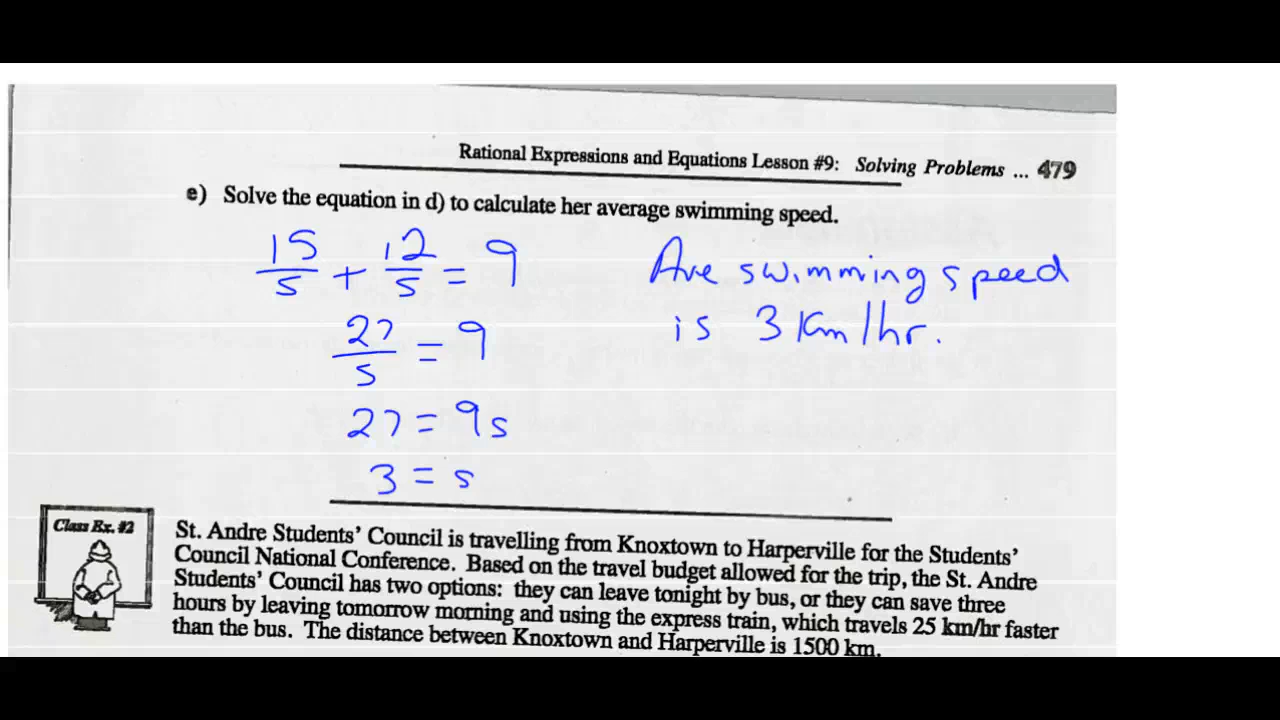 Rational Expressions and Equations Lesson #9: Solving Problems ... 479
e) Solve the equation in d) to calculate her average swimming speed.
15/s + 12/s = 9
Ave swimming speed
is 3 Km/hr.
27/s = 9
27 = 9s
3 = s
Class Ex. #2
St. Andre Students' Council is travelling from Knoxtown to Harperville for the Students'
Council National Conference. Based on the travel budget allowed for the trip, the St. Andre
Students' Council has two options: they can leave tonight by bus, or they can save three
hours by leaving tomorrow morning and using the express train, which travels 25 km/hr faster
than the bus. The distance between Knoxtown and Harperville is 1500 km.